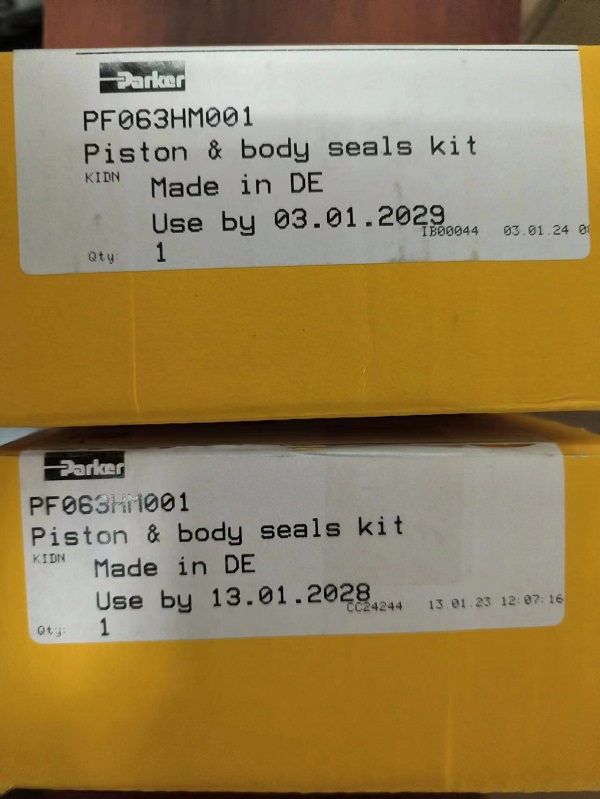 Parker
PF063HM001
Piston & body seals kit
KIDN
Made in DE
Use by 03.01.2029
IB00044 03.01.24
Qty: 1
Parker
PF063HM001
Piston & body seals kit
KIDN
Made in DE
Use by 13.01.2028
CC24244 13.01.23 12:07:16
Qty: 1